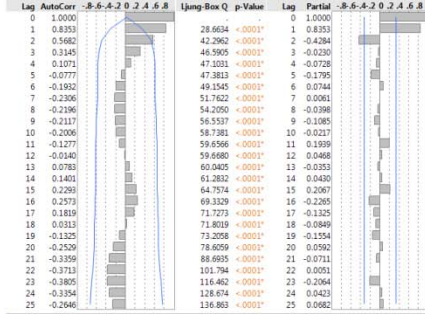 Lag AutoCorr -.8-.6-.4-.2 0 .2 .4 .6 .8 Ljung-Box Q p-Value Lag Partial -.8-.6-.4-.2 0 .2 .4 .6 .8
0 1.0000 . . 0 1.0000
1 0.8353 28.6634 <.0001* 1 0.8353
2 0.5682 42.2962 <.0001* 2 -0.4284
3 0.3145 46.5905 <.0001* 3 -0.0230
4 0.1071 47.1031 <.0001* 4 -0.0728
5 -0.0777 47.3813 <.0001* 5 -0.1795
6 -0.1932 49.1545 <.0001* 6 0.0744
7 -0.2306 51.7622 <.0001* 7 0.0061
8 -0.2196 54.2050 <.0001* 8 -0.0398
9 -0.2117 56.5537 <.0001* 9 -0.1085
10 -0.2006 58.7381 <.0001* 10 -0.0217
11 -0.1277 59.6566 <.0001* 11 0.1939
12 -0.0140 59.6680 <.0001* 12 0.0468
13 0.0783 60.0405 <.0001* 13 -0.0353
14 0.1401 61.2832 <.0001* 14 0.0430
15 0.2293 64.7574 <.0001* 15 0.2067
16 0.2573 69.3329 <.0001* 16 -0.2265
17 0.1819 71.7273 <.0001* 17 -0.1325
18 0.0313 71.8019 <.0001* 18 -0.0849
19 -0.1325 73.2058 <.0001* 19 -0.1554
20 -0.2529 78.6059 <.0001* 20 0.0592
21 -0.3359 88.6935 <.0001* 21 -0.0711
22 -0.3713 101.794 <.0001* 22 0.0051
23 -0.3805 116.462 <.0001* 23 -0.2064
24 -0.3354 128.674 <.0001* 24 0.0423
25 -0.2646 136.863 <.0001* 25 0.0682